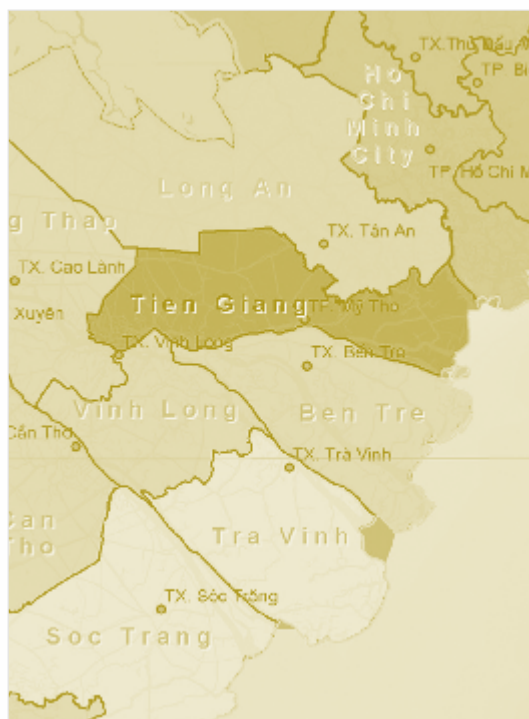 TX.Thủ Dầu
TP. Bi
Ho
Chi
Minh
City
TP. Hồ Chí M
Long An
g Thap
TX. Tân An
TX. Cao Lãnh
Tien Giang
TP. Mỹ Tho
Xuyên
TX. Vĩnh Long
TX. Bến Tre
Vinh Long
Ben Tre
Cần Thơ
TX. Trà Vinh
Can
Tho
Tra Vinh
TX. Sóc Trăng
Soc Trang